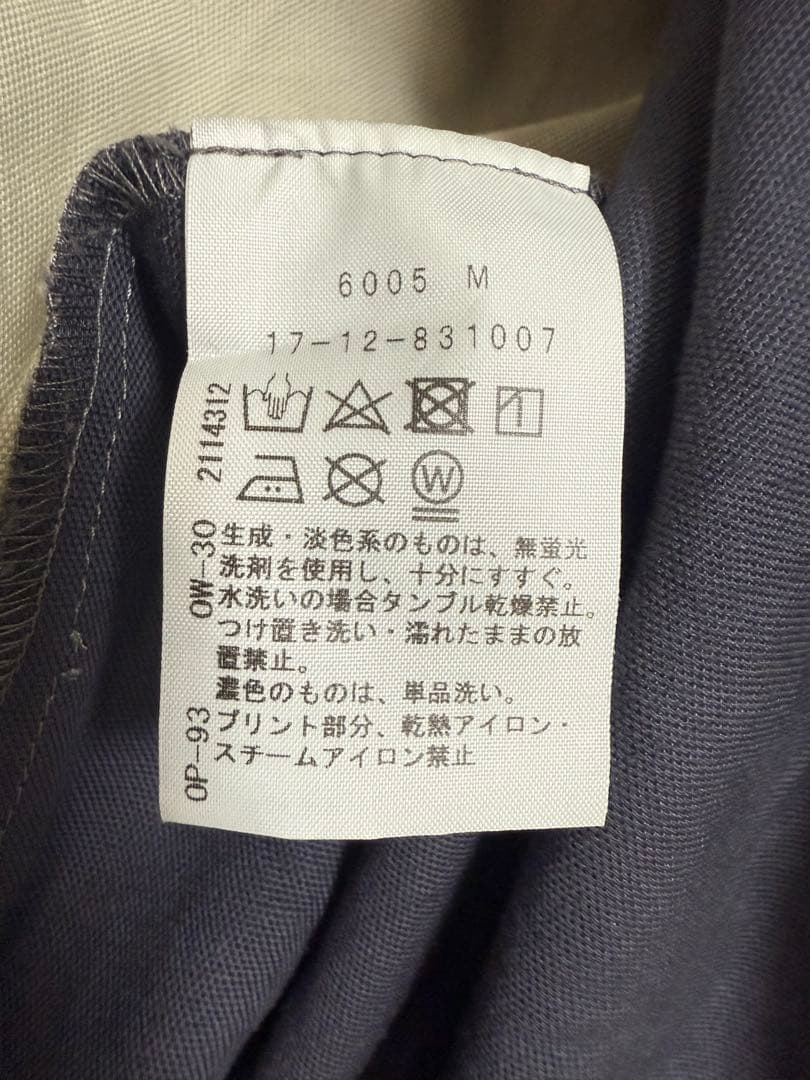 6005 M
17-12-831007
2114312
W
OW-30
生成・淡色系のものは、無蛍光
洗剤を使用し、十分にすすぐ。
水洗いの場合タンブル乾燥禁止。
つけ置き洗い・濡れたままの放
置禁止。
濃色のものは、単品洗い。
OP-93
プリント部分、乾熱アイロン・
スチームアイロン禁止